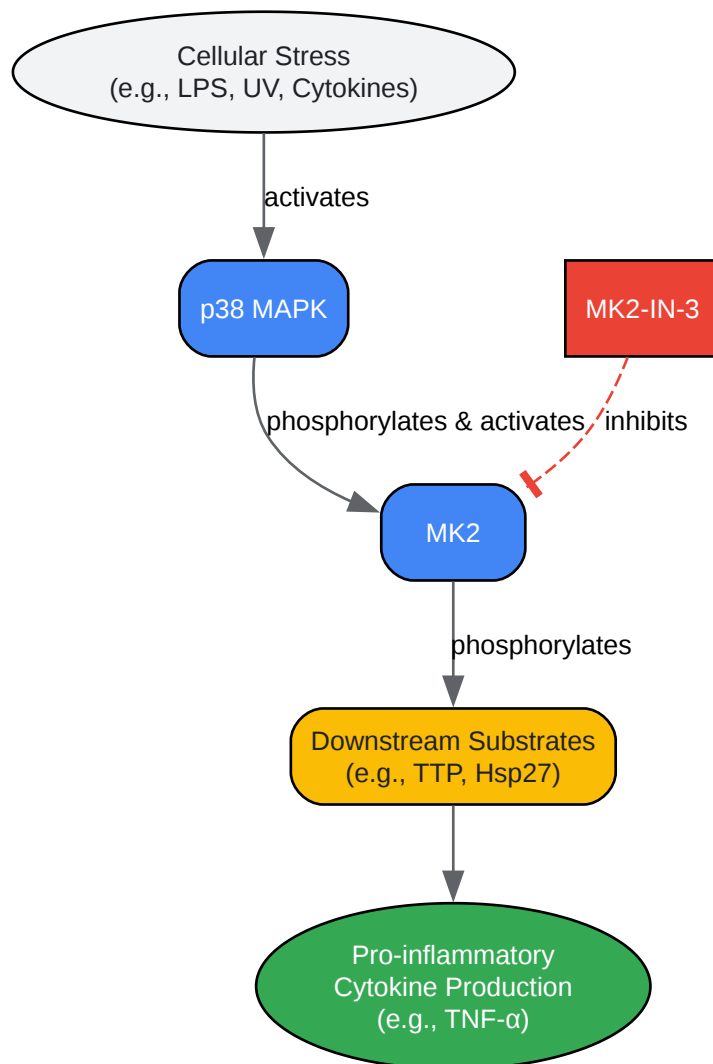 Cellular Stress
(e.g., LPS, UV, Cytokines)
activates
p38 MAPK
MK2-IN-3
phosphorylates & activates
inhibits
MK2
phosphorylates
Downstream Substrates
(e.g., TTP, Hsp27)
Pro-inflammatory
Cytokine Production
(e.g., TNF-α)